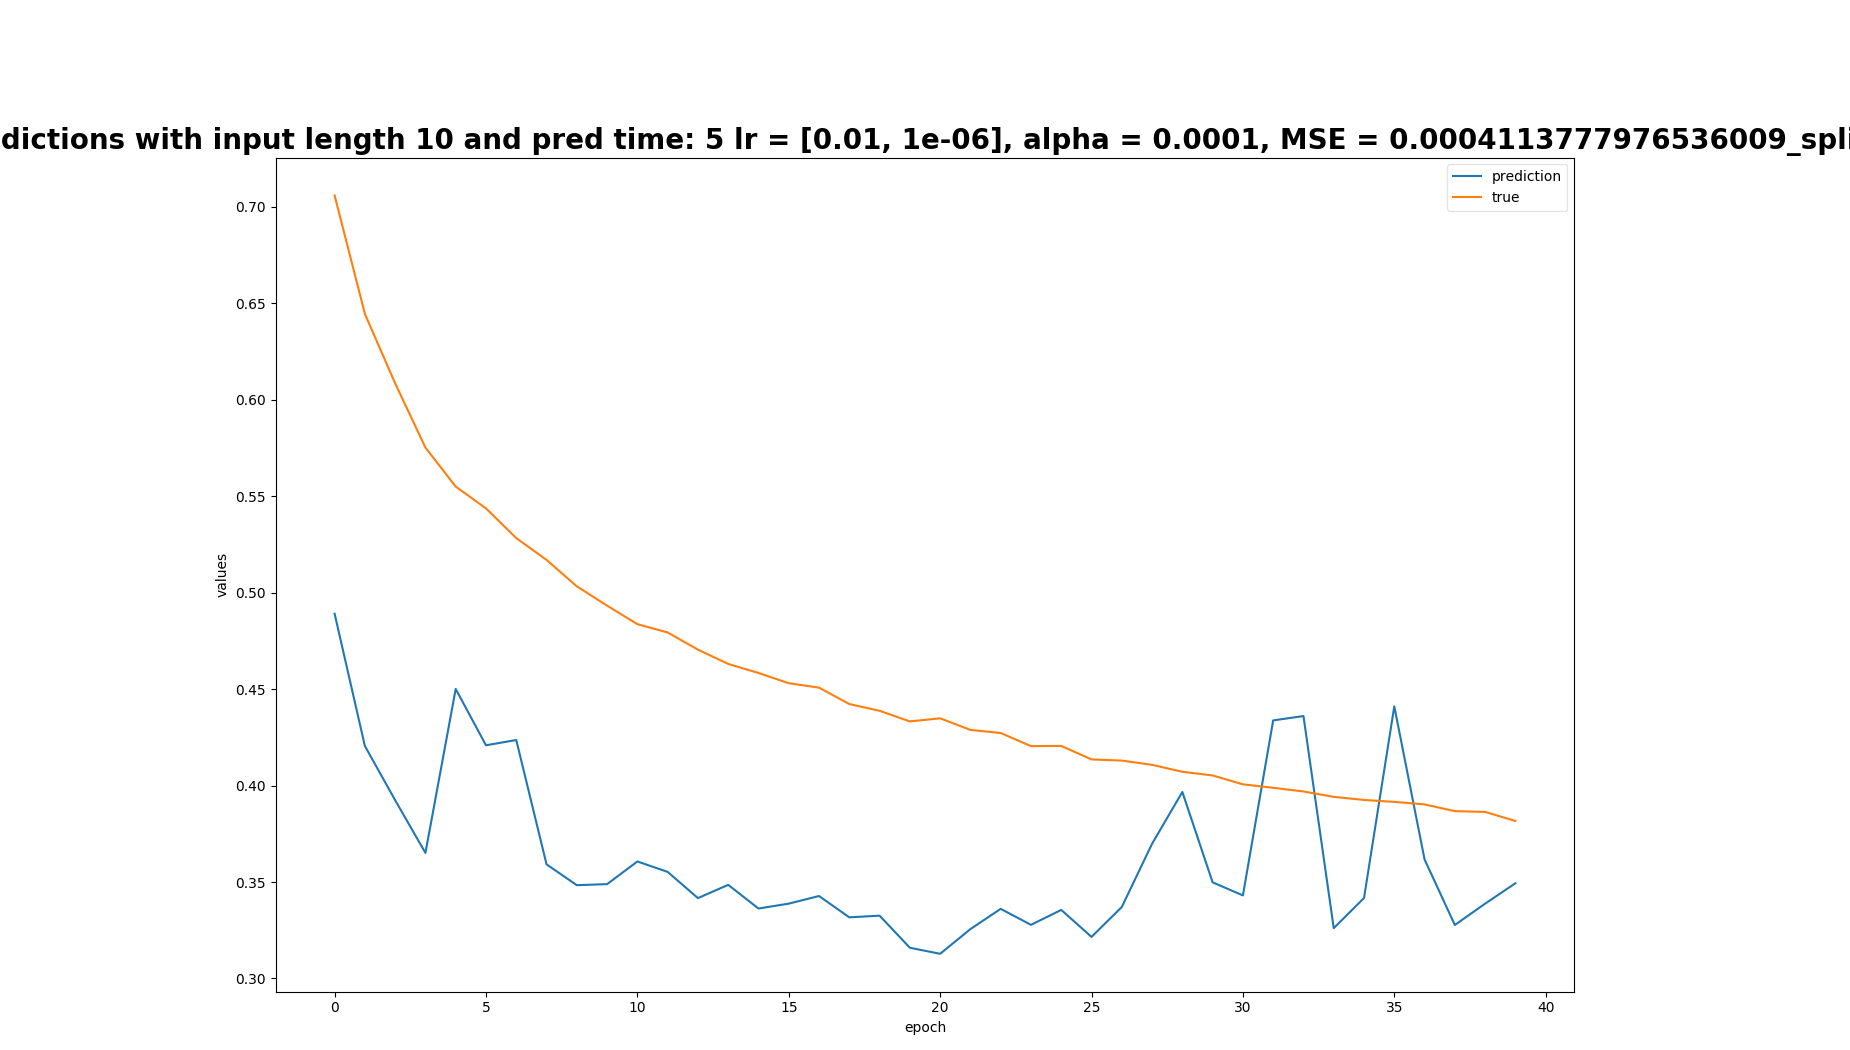 dictions with input length 10 and pred time: 5 lr = [0.01, 1e-06], alpha = 0.0001, MSE = 0.0004113777976536009_spli
prediction
true
0.70
0.65
0.60
0.55
0.50
0.45
0.40
0.35
0.30
values
0 5 10 15 20 25 30 35 40
epoch